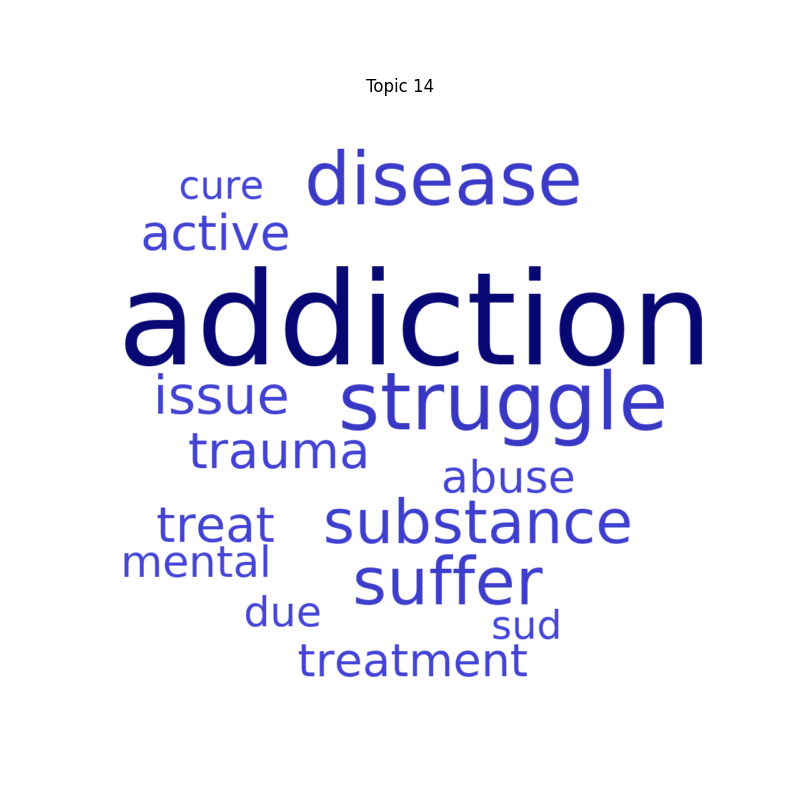 Topic 14
cure disease
active
addiction
issue struggle
trauma
abuse
treat substance
mental suffer
due sud
treatment